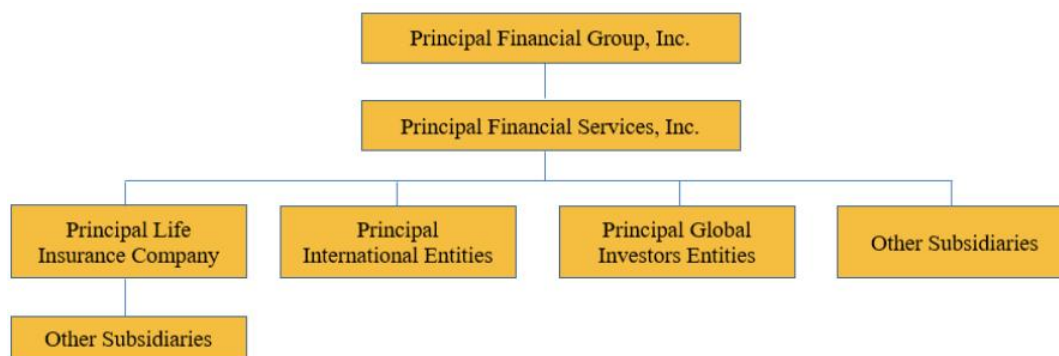 Principal Financial Group, Inc.
Principal Financial Services, Inc.
Principal Life
Insurance Company
Principal
International Entities
Principal Global
Investors Entities
Other Subsidiaries
Other Subsidiaries